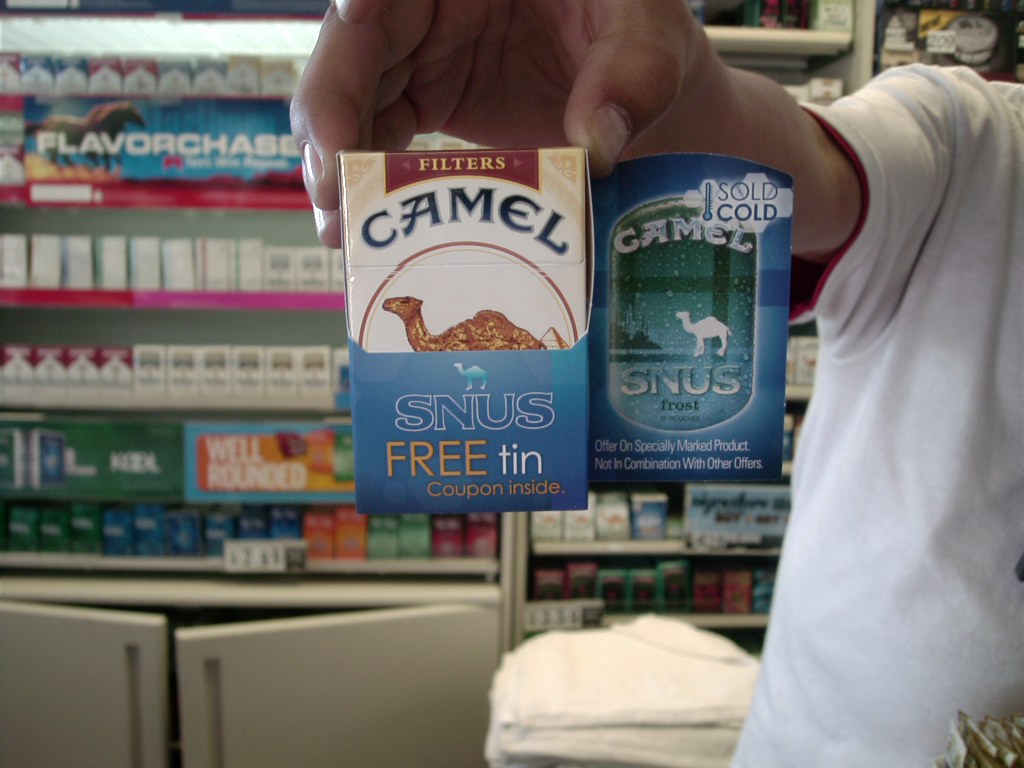 FLAVORCHASE
FILTERS
CAMEL
SNUS
FREE tin
Coupon inside.
SOLD
COLD
CAMEL
SNUS
frost
Offer On Specially Marked Product.
Not In Combination With Other Offers.
KOOL
WELL
ROUNDED